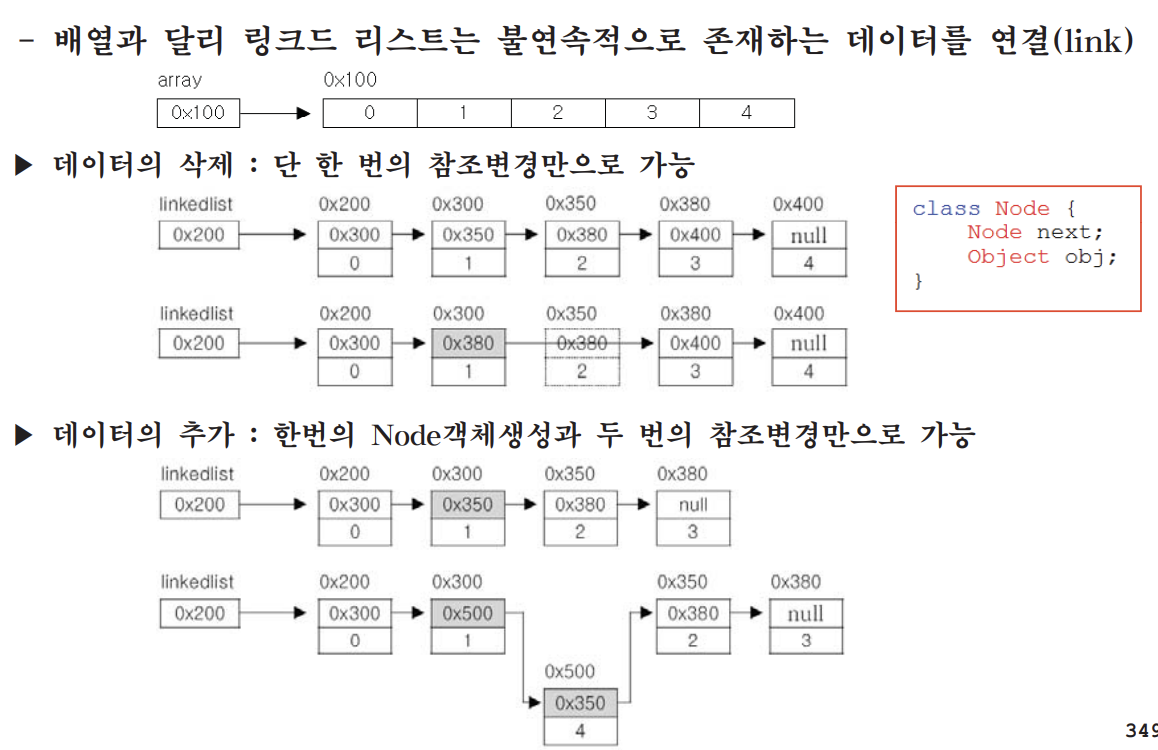 - 배열과 달리 링크드 리스트는 불연속적으로 존재하는 데이터를 연결(link)
array 0x100
0x100 0 1 2 3 4
▶ 데이터의 삭제 : 단 한 번의 참조변경만으로 가능
linkedlist 0x200 0x300 0x350 0x380 0x400
0x200 0x300 0x350 0x380 0x400 null
0 1 2 3 4
class Node {
Node next;
Object obj;
}
linkedlist 0x200 0x300 0x350 0x380 0x400
0x200 0x300 0x380 0x380 0x400 null
0 1 2 3 4
▶ 데이터의 추가 : 한번의 Node객체생성과 두 번의 참조변경만으로 가능
linkedlist 0x200 0x300 0x350 0x380
0x200 0x300 0x350 0x380 null
0 1 2 3
linkedlist 0x200 0x300 0x350 0x380
0x200 0x300 0x500 0x380 null
0 1 2 3
0x500
0x350
4
349